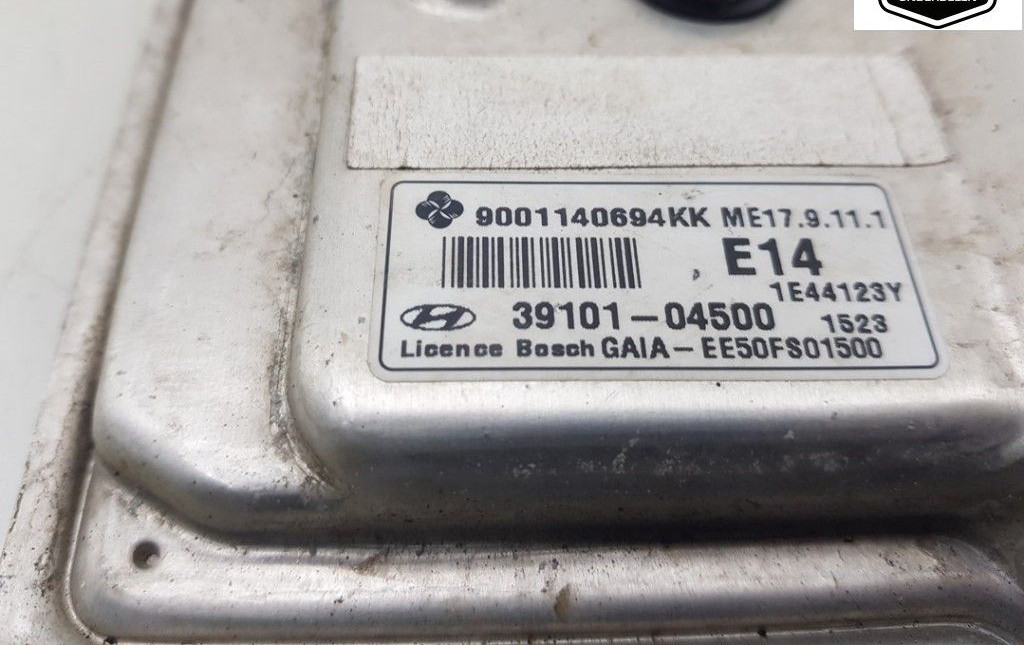 9001140694KK ME17.9.11.1
E14
1E44123Y
39101-04500 1523
Licence Bosch GAIA-EE50FS01500